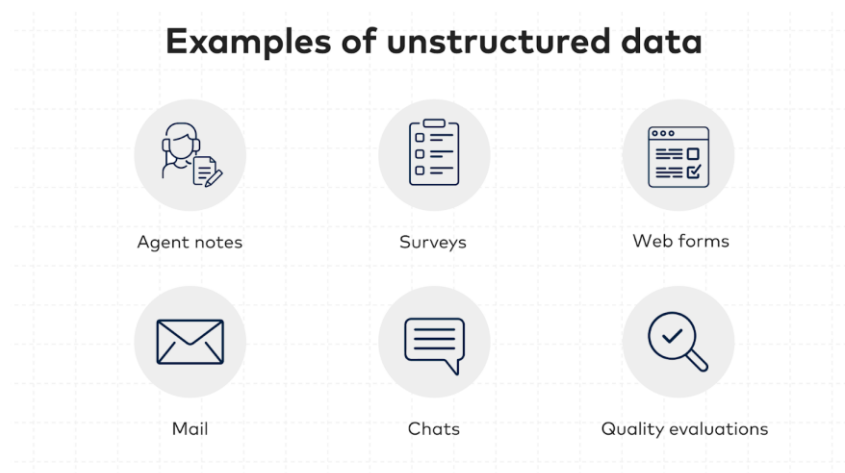 Examples of unstructured data
Agent notes
Surveys
Web forms
Mail
Chats
Quality evaluations